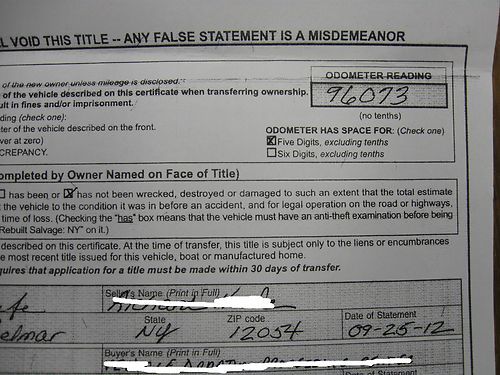 L VOID THIS TITLE -- ANY FALSE STATEMENT IS A MISDEMEANOR
of the new owner unless mileage is disclosed."
of the vehicle described on this certificate when transferring ownership.
ult in fines and/or imprisonment.
ODOMETER READING
96073
(no tenths)
ding (check one):
ter of the vehicle described on the front.
ver at zero)
CREPANCY.
ODOMETER HAS SPACE FOR: (Check one)
Five Digits, excluding tenths
Six Digits, excluding tenths
ompleted by Owner Named on Face of Title)
has been or has not been wrecked, destroyed or damaged to such an extent that the total estimate
the vehicle to the condition it was in before an accident, and for legal operation on the road or highways,
time of loss. (Checking the "has" box means that the vehicle must have an anti-theft examination before being
Rebuilt Salvage: NY" on it.)
described on this certificate. At the time of transfer, this title is subject only to the liens or encumbrances
e most recent title issued for this vehicle, boat or manufactured home.
quires that application for a title must be made within 30 days of transfer.
Seller's Name (Print in Full)
State
ZIP code
Date of Statement
elmar NY 12054 09-25-12
Buyer's Name (Print in Full)
Date of Statement